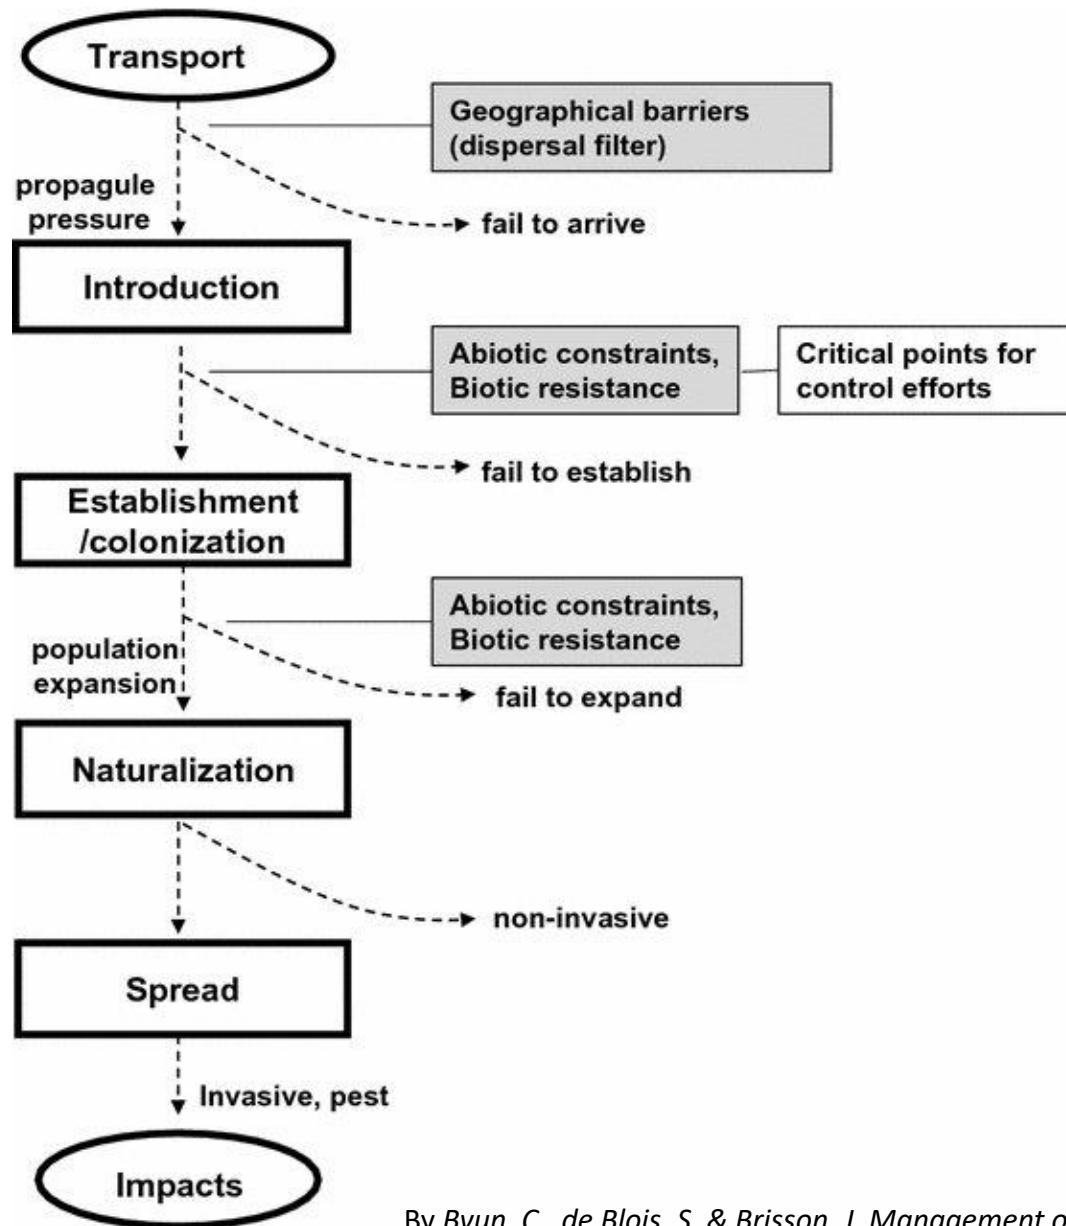 Transport
Geographical barriers
(dispersal filter)
propagule
pressure
fail to arrive
Introduction
Abiotic constraints,
Biotic resistance
Critical points for
control efforts
fail to establish
Establishment
/colonization
Abiotic constraints,
Biotic resistance
population
expansion
fail to expand
Naturalization
non-invasive
Spread
Invasive, pest
Impacts
By Byun, C., de Blois, S. & Brisson, J. Management o